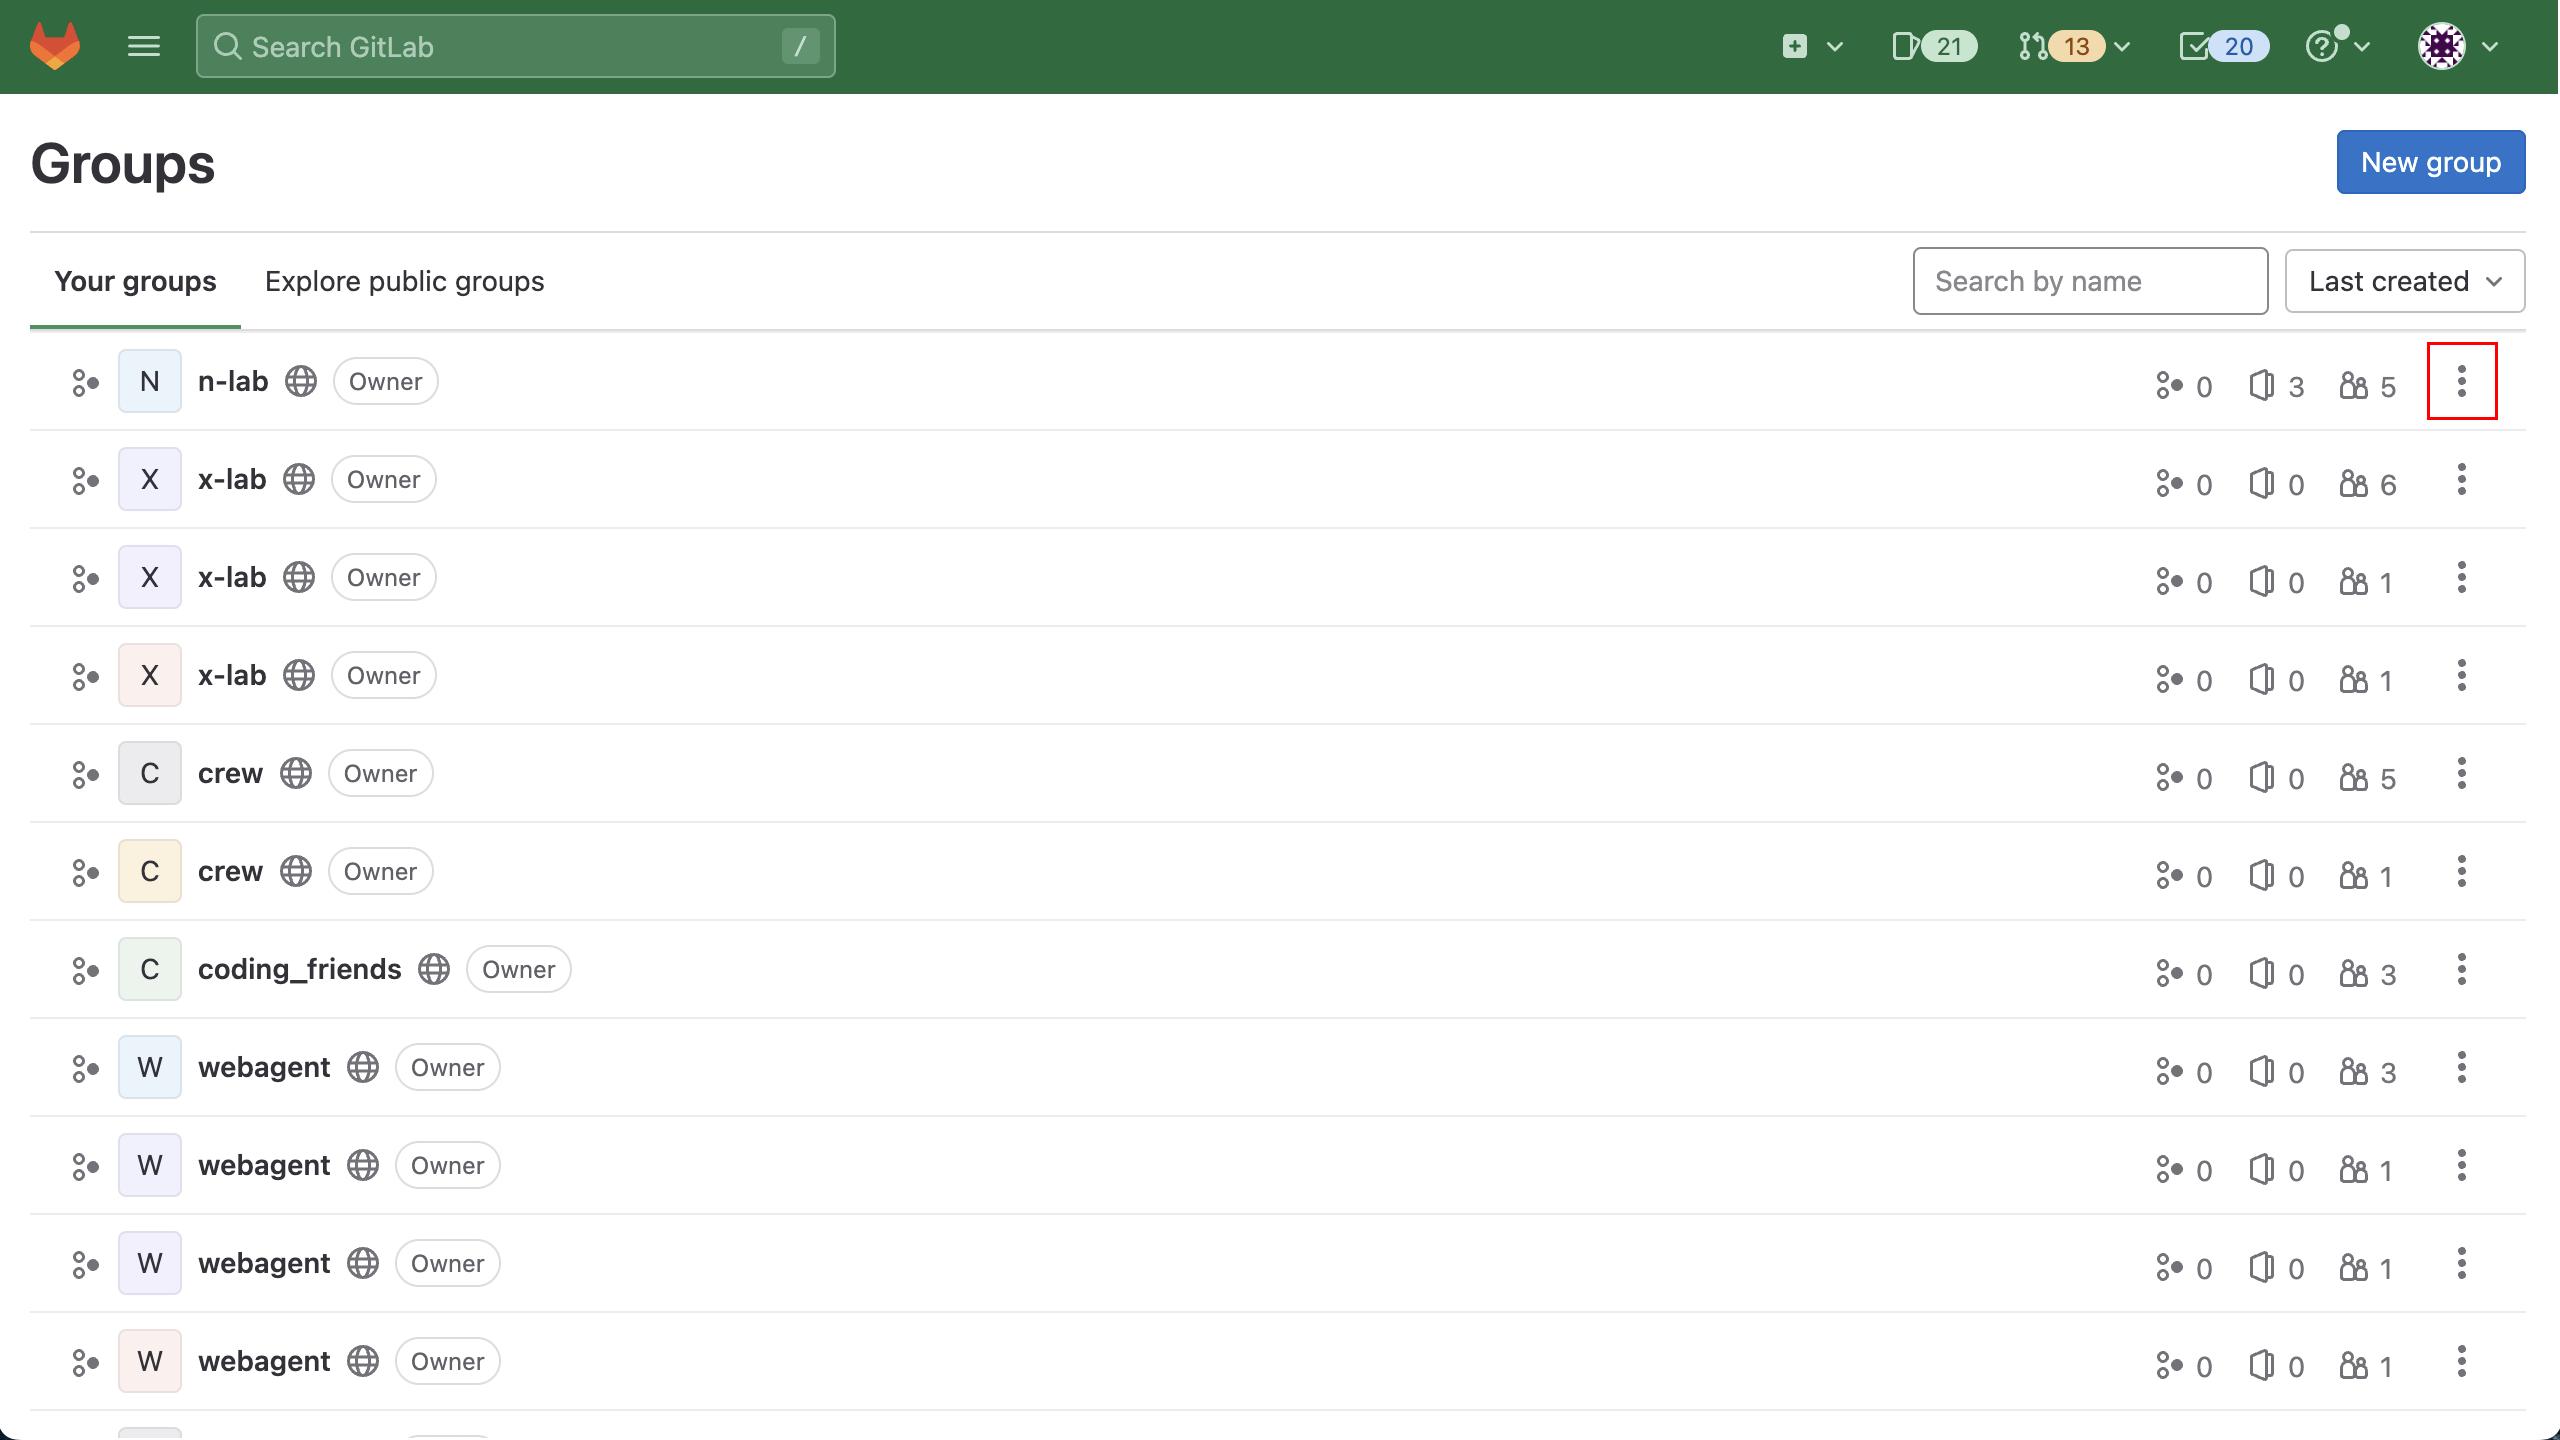 Search GitLab /
21 13 20
Groups
New group
Your groups Explore public groups Search by name Last created
N n-lab Owner 0 3 5
X x-lab Owner 0 0 6
X x-lab Owner 0 0 1
X x-lab Owner 0 0 1
C crew Owner 0 0 5
C crew Owner 0 0 1
C coding_friends Owner 0 0 3
W webagent Owner 0 0 3
W webagent Owner 0 0 1
W webagent Owner 0 0 1
W webagent Owner 0 0 1